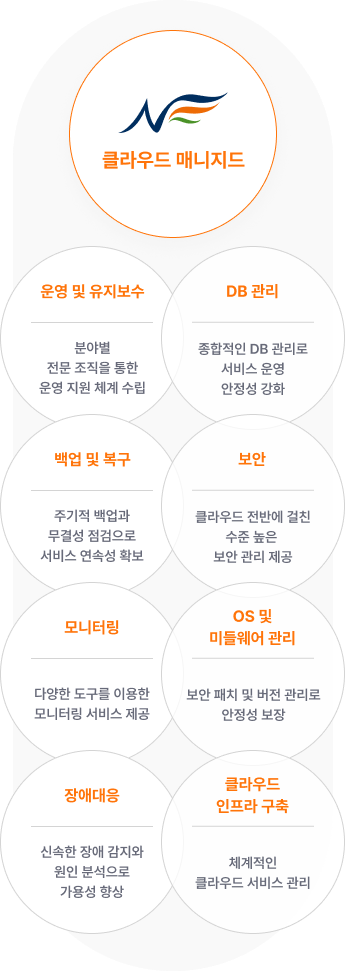 NF
클라우드 매니지드
운영 및 유지보수
분야별
전문 조직을 통한
운영 지원 체계 수립
DB 관리
종합적인 DB 관리로
서비스 운영
안정성 강화
백업 및 복구
주기적 백업과
무결성 점검으로
서비스 연속성 확보
보안
클라우드 전반에 걸친
수준 높은
보안 관리 제공
모니터링
다양한 도구를 이용한
모니터링 서비스 제공
OS 및
미들웨어 관리
보안 패치 및 버전 관리로
안정성 보장
장애대응
신속한 장애 감지와
원인 분석으로
가용성 향상
클라우드
인프라 구축
체계적인
클라우드 서비스 관리